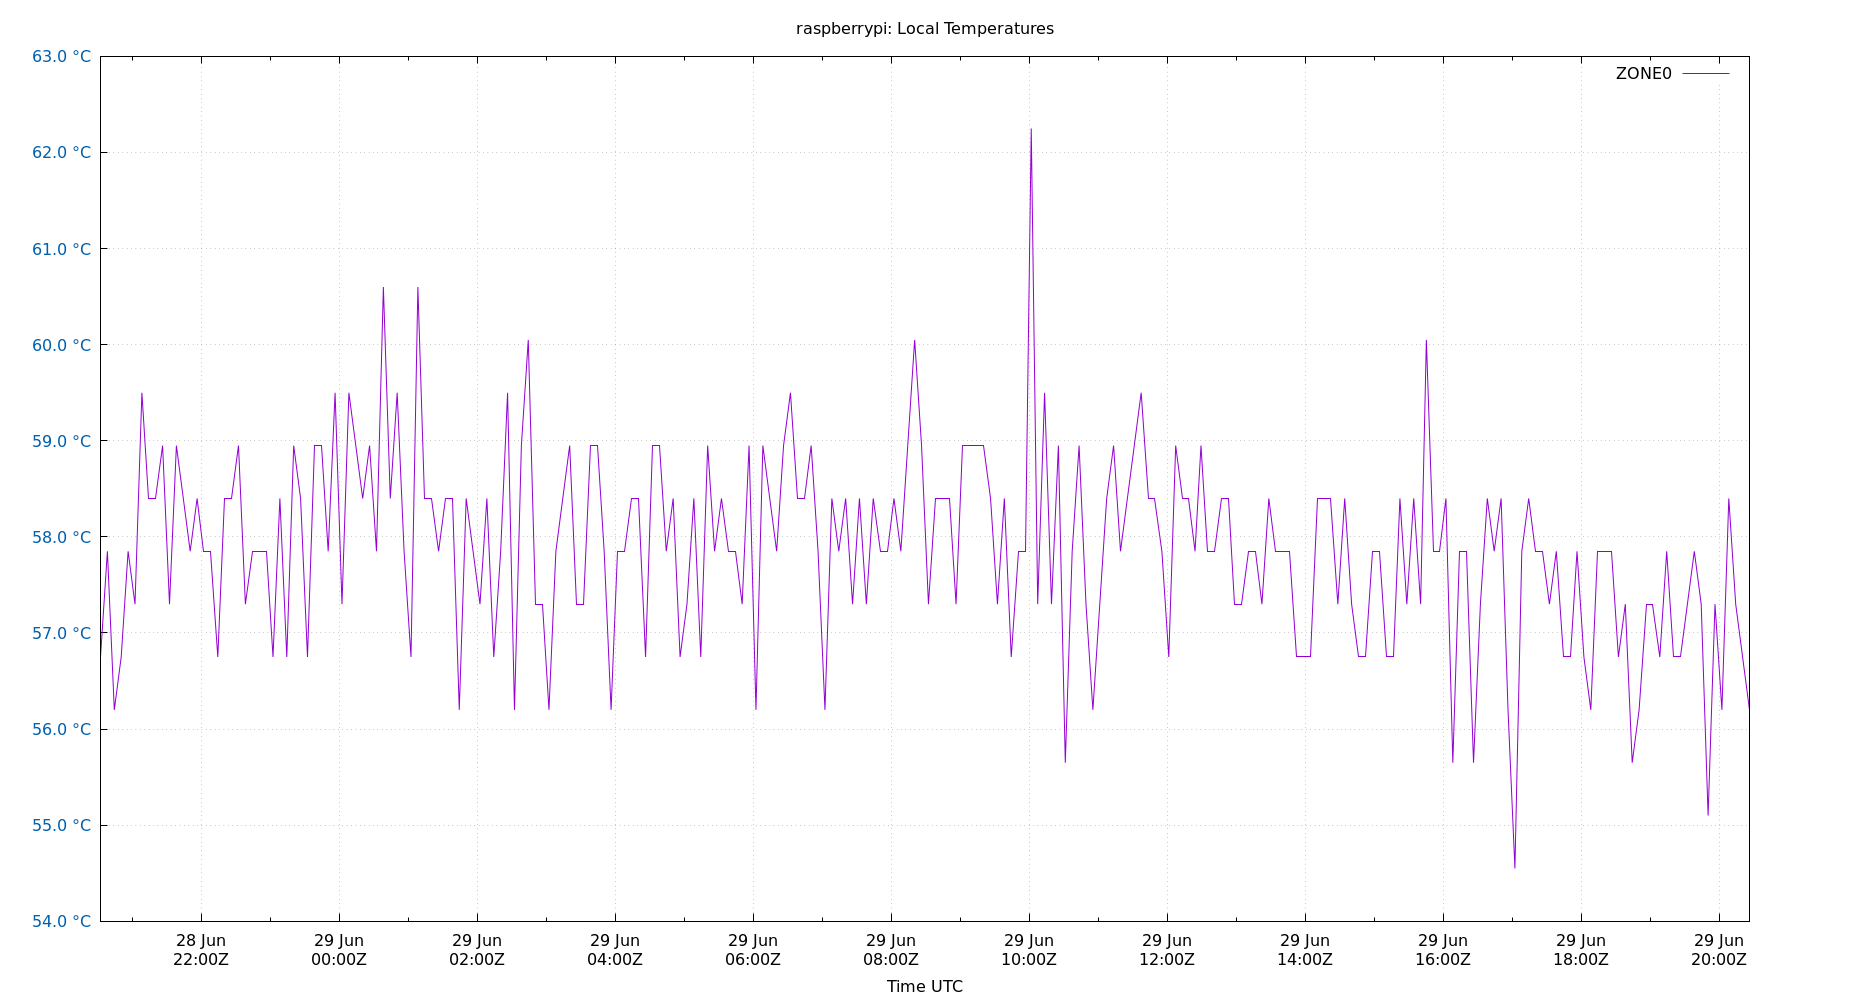 raspberrypi: Local Temperatures
63.0 °C
ZONE0
62.0 °C
61.0 °C
60.0 °C
59.0 °C
58.0 °C
57.0 °C
56.0 °C
55.0 °C
54.0 °C
28 Jun 29 Jun 29 Jun 29 Jun 29 Jun 29 Jun 29 Jun 29 Jun 29 Jun 29 Jun 29 Jun 29 Jun
22:00Z 00:00Z 02:00Z 04:00Z 06:00Z 08:00Z 10:00Z 12:00Z 14:00Z 16:00Z 18:00Z 20:00Z
Time UTC